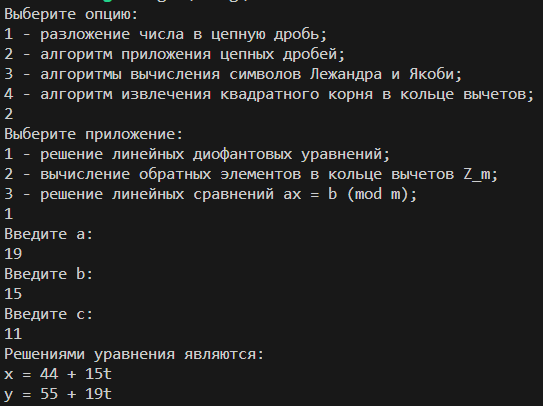 Выберите опцию:
1 - разложение числа в цепную дробь;
2 - алгоритм приложения цепных дробей;
3 - алгоритмы вычисления символов Лежандра и Якоби;
4 - алгоритм извлечения квадратного корня в кольце вычетов;
2
Выберите приложение:
1 - решение линейных диофантовых уравнений;
2 - вычисление обратных элементов в кольце вычетов Z_m;
3 - решение линейных сравнений ax = b (mod m);
1
Введите a:
19
Введите b:
15
Введите c:
11
Решениями уравнения являются:
x = 44 + 15t
y = 55 + 19t